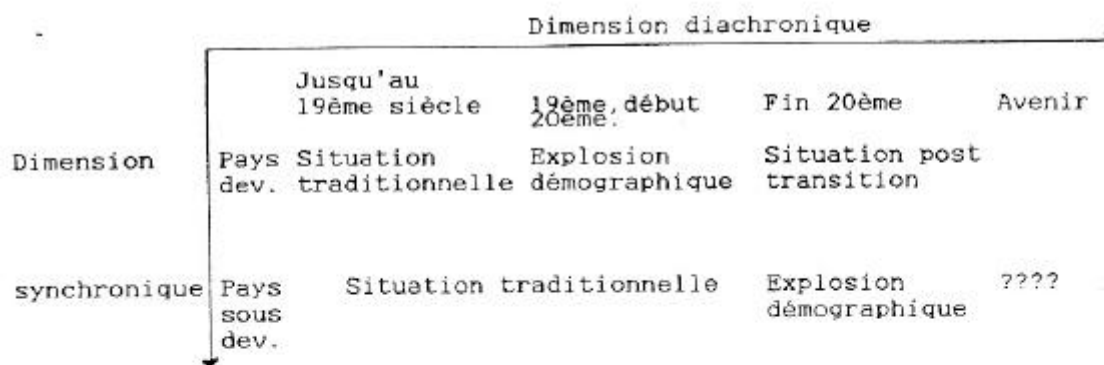 Dimension diachronique
Jusqu'au
19ème siècle 19ème, début Fin 20ème Avenir
20ème.
Dimension Pays Situation Explosion Situation post
dev. traditionnelle démographique transition
synchronique Pays Situation traditionnelle Explosion ????
sous démographique
dev.